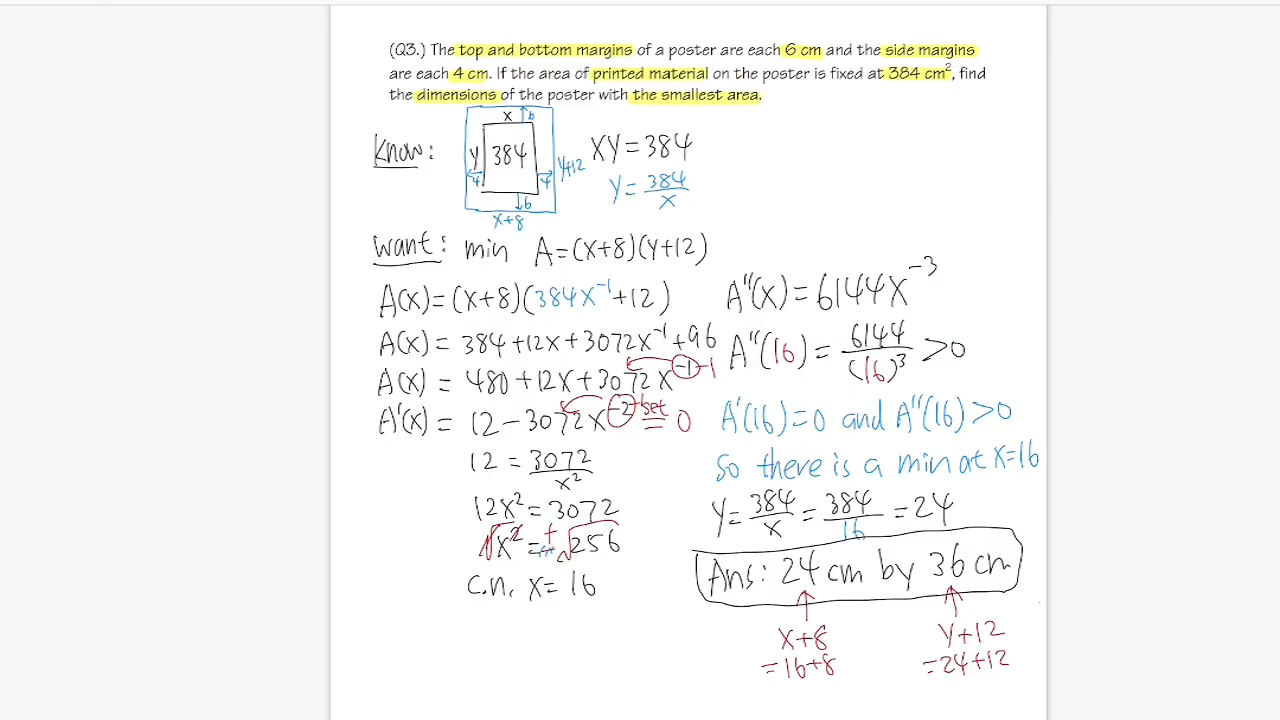 (Q3.) The top and bottom margins of a poster are each 6 cm and the side margins
are each 4 cm. If the area of printed material on the poster is fixed at 384 cm², find
the dimensions of the poster with the smallest area.
Know:
x
6
y
384
4
4
6
y+12
x+8
xy = 384
y = 384/x
want: min A=(x+8)(y+12)
A(x) = (x+8)(384x⁻¹+12)
A(x) = 384+12x+3072x⁻¹+96
A(x) = 480+12x+3072x⁻¹ -1
A'(x) = 12-3072x⁻² set = 0
12 = 3072/x²
12x² = 3072
√x² = ±√256
c.n. x = 16
A''(x) = 6144x⁻³
A''(16) = 6144/(16)³ >0
A'(16)=0 and A''(16)>0
so there is a min at x=16
y = 384/x = 384/16 = 24
Ans: 24 cm by 36 cm
x+8
=16+8
y+12
=24+12